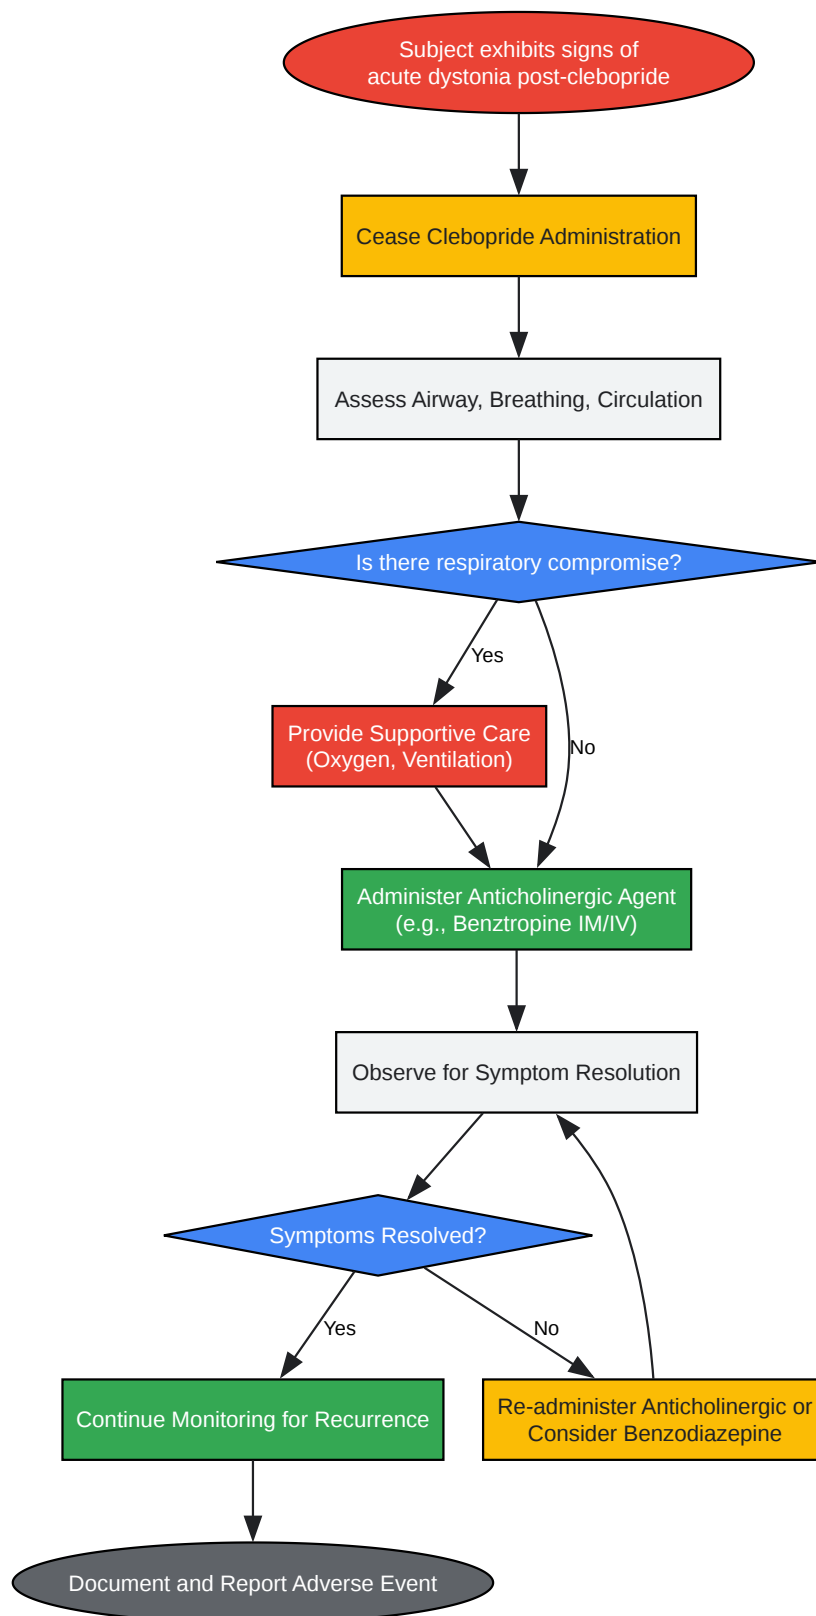 Subject exhibits signs of
acute dystonia post-clebopride
Cease Clebopride Administration
Assess Airway, Breathing, Circulation
Is there respiratory compromise?
Yes
Provide Supportive Care
(Oxygen, Ventilation)
No
Administer Anticholinergic Agent
(e.g., Benztropine IM/IV)
Observe for Symptom Resolution
Symptoms Resolved?
Yes
No
Continue Monitoring for Recurrence
Re-administer Anticholinergic or
Consider Benzodiazepine
Document and Report Adverse Event